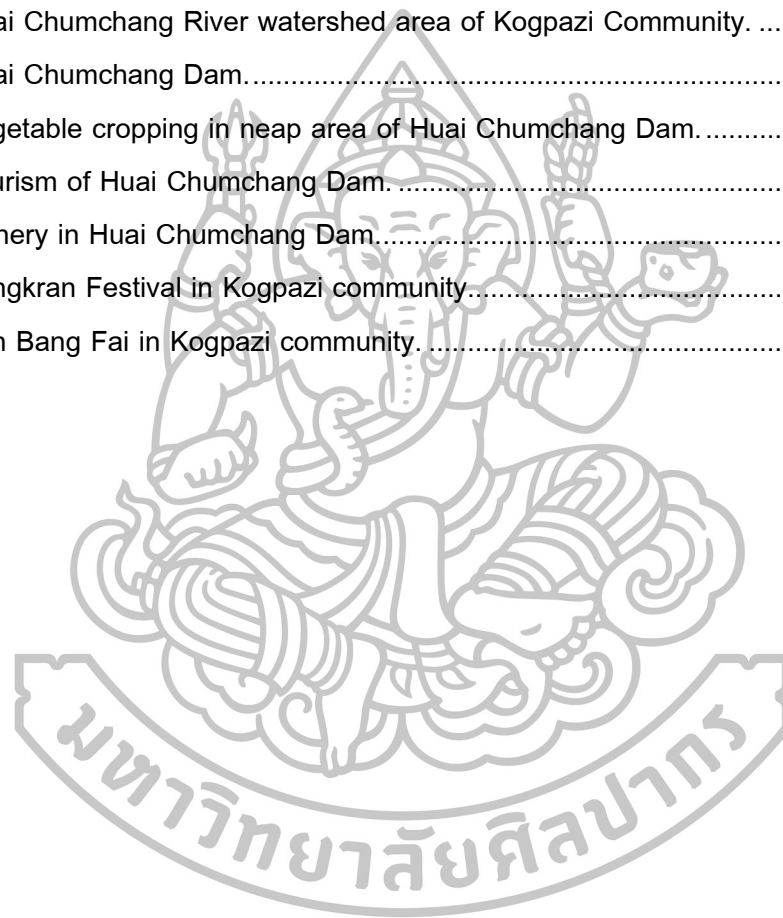 ai Chumchang River watershed area of Kogpazi Community. ...
ai Chumchang Dam.............................................................................................
getable cropping in neap area of Huai Chumchang Dam. ..........
urism of Huai Chumchang Dam. ...............................................................
nery in Huai Chumchang Dam..................................................................
ngkran Festival in Kogpazi community....................................................
n Bang Fai in Kogpazi community. ..........................................................
มหาวิทยาลัยศิลปากร